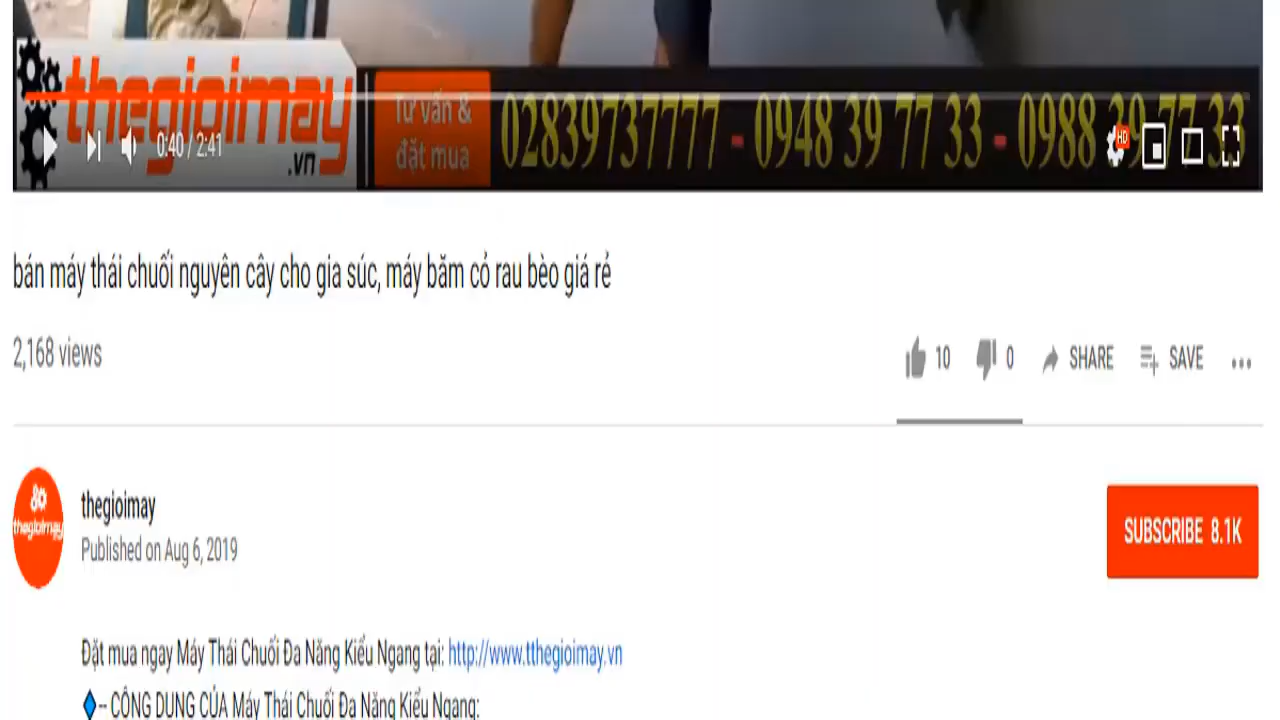 thegioimay
.vn
Tư vấn &
đặt mua
02839737777 - 0948 39 77 33 - 0988 39 77 33
HD
0:40 / 2:41
bán máy thái chuối nguyên cây cho gia súc, máy băm cỏ rau bèo giá rẻ
2,168 views
10 0 SHARE SAVE
thegioimay
thegioimay
Published on Aug 6, 2019
SUBSCRIBE 8.1K
Đặt mua ngay Máy Thái Chuối Đa Năng Kiểu Ngang tại: http://www.tthegioimay.vn
-- CÔNG DỤNG CỦA Máy Thái Chuối Đa Năng Kiểu Ngang: